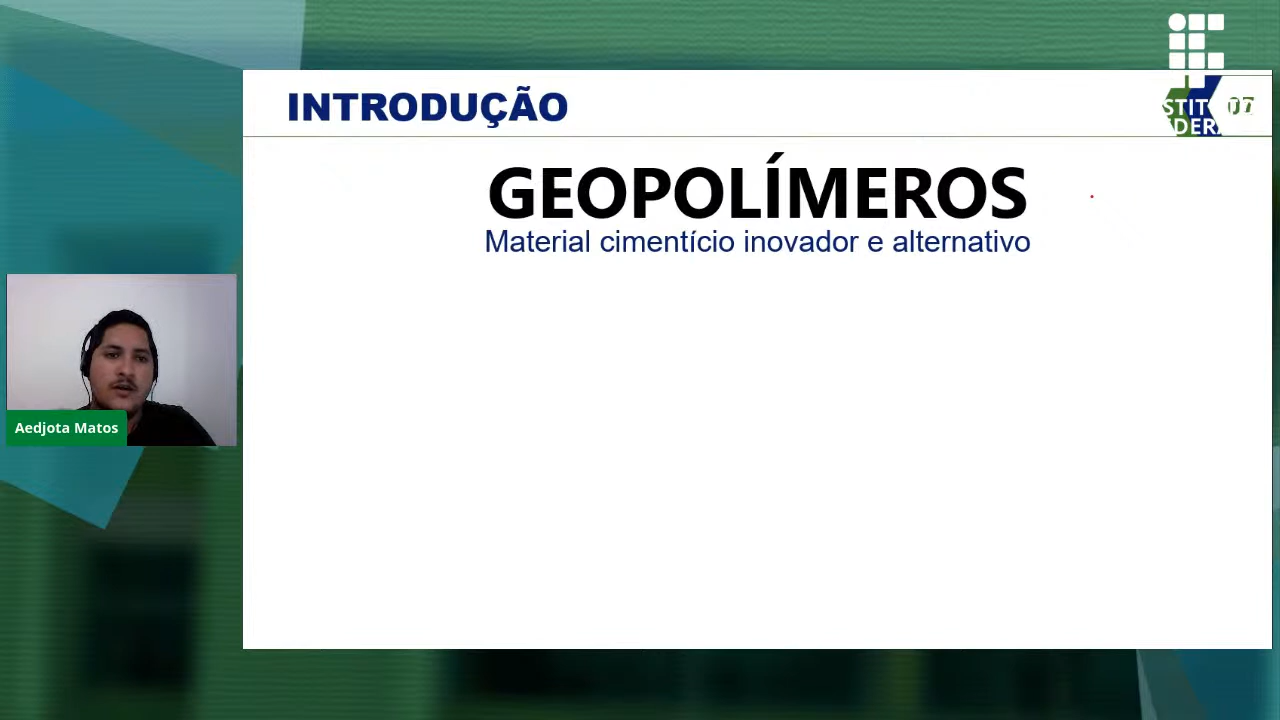 INTRODUÇÃO
GEOPOLÍMEROS
Material cimentício inovador e alternativo
Aedjota Matos